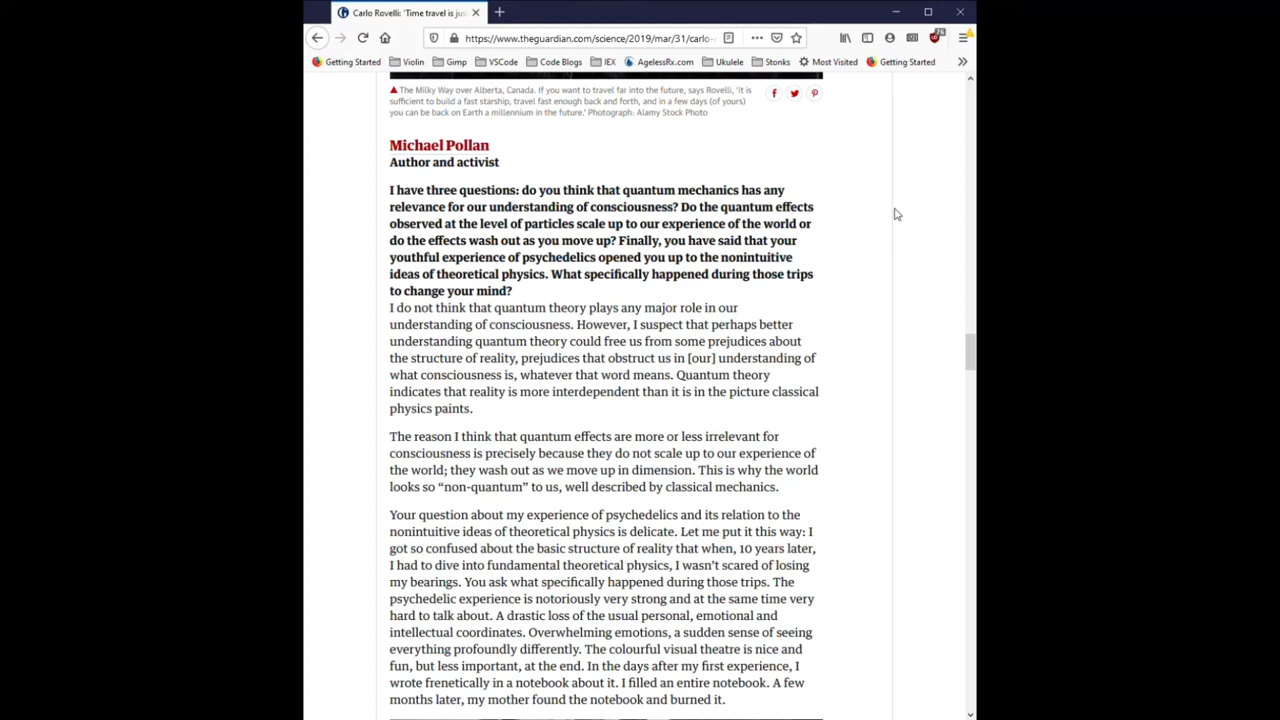 Carlo Rovelli: 'Time travel is jus
https://www.theguardian.com/science/2019/mar/31/carlo-
76
Getting Started Violin Gimp VSCode Code Blogs IEX AgelessRx.com Ukulele Stonks Most Visited Getting Started
The Milky Way over Alberta, Canada. If you want to travel far into the future, says Rovelli, 'it is
sufficient to build a fast starship, travel fast enough back and forth, and in a few days (of yours)
you can be back on Earth a millennium in the future.' Photograph: Alamy Stock Photo
Michael Pollan
Author and activist
I have three questions: do you think that quantum mechanics has any
relevance for our understanding of consciousness? Do the quantum effects
observed at the level of particles scale up to our experience of the world or
do the effects wash out as you move up? Finally, you have said that your
youthful experience of psychedelics opened you up to the nonintuitive
ideas of theoretical physics. What specifically happened during those trips
to change your mind?
I do not think that quantum theory plays any major role in our
understanding of consciousness. However, I suspect that perhaps better
understanding quantum theory could free us from some prejudices about
the structure of reality, prejudices that obstruct us in [our] understanding of
what consciousness is, whatever that word means. Quantum theory
indicates that reality is more interdependent than it is in the picture classical
physics paints.
The reason I think that quantum effects are more or less irrelevant for
consciousness is precisely because they do not scale up to our experience of
the world; they wash out as we move up in dimension. This is why the world
looks so “non-quantum” to us, well described by classical mechanics.
Your question about my experience of psychedelics and its relation to the
nonintuitive ideas of theoretical physics is delicate. Let me put it this way: I
got so confused about the basic structure of reality that when, 10 years later,
I had to dive into fundamental theoretical physics, I wasn’t scared of losing
my bearings. You ask what specifically happened during those trips. The
psychedelic experience is notoriously very strong and at the same time very
hard to talk about. A drastic loss of the usual personal, emotional and
intellectual coordinates. Overwhelming emotions, a sudden sense of seeing
everything profoundly differently. The colourful visual theatre is nice and
fun, but less important, at the end. In the days after my first experience, I
wrote frenetically in a notebook about it. I filled an entire notebook. A few
months later, my mother found the notebook and burned it.